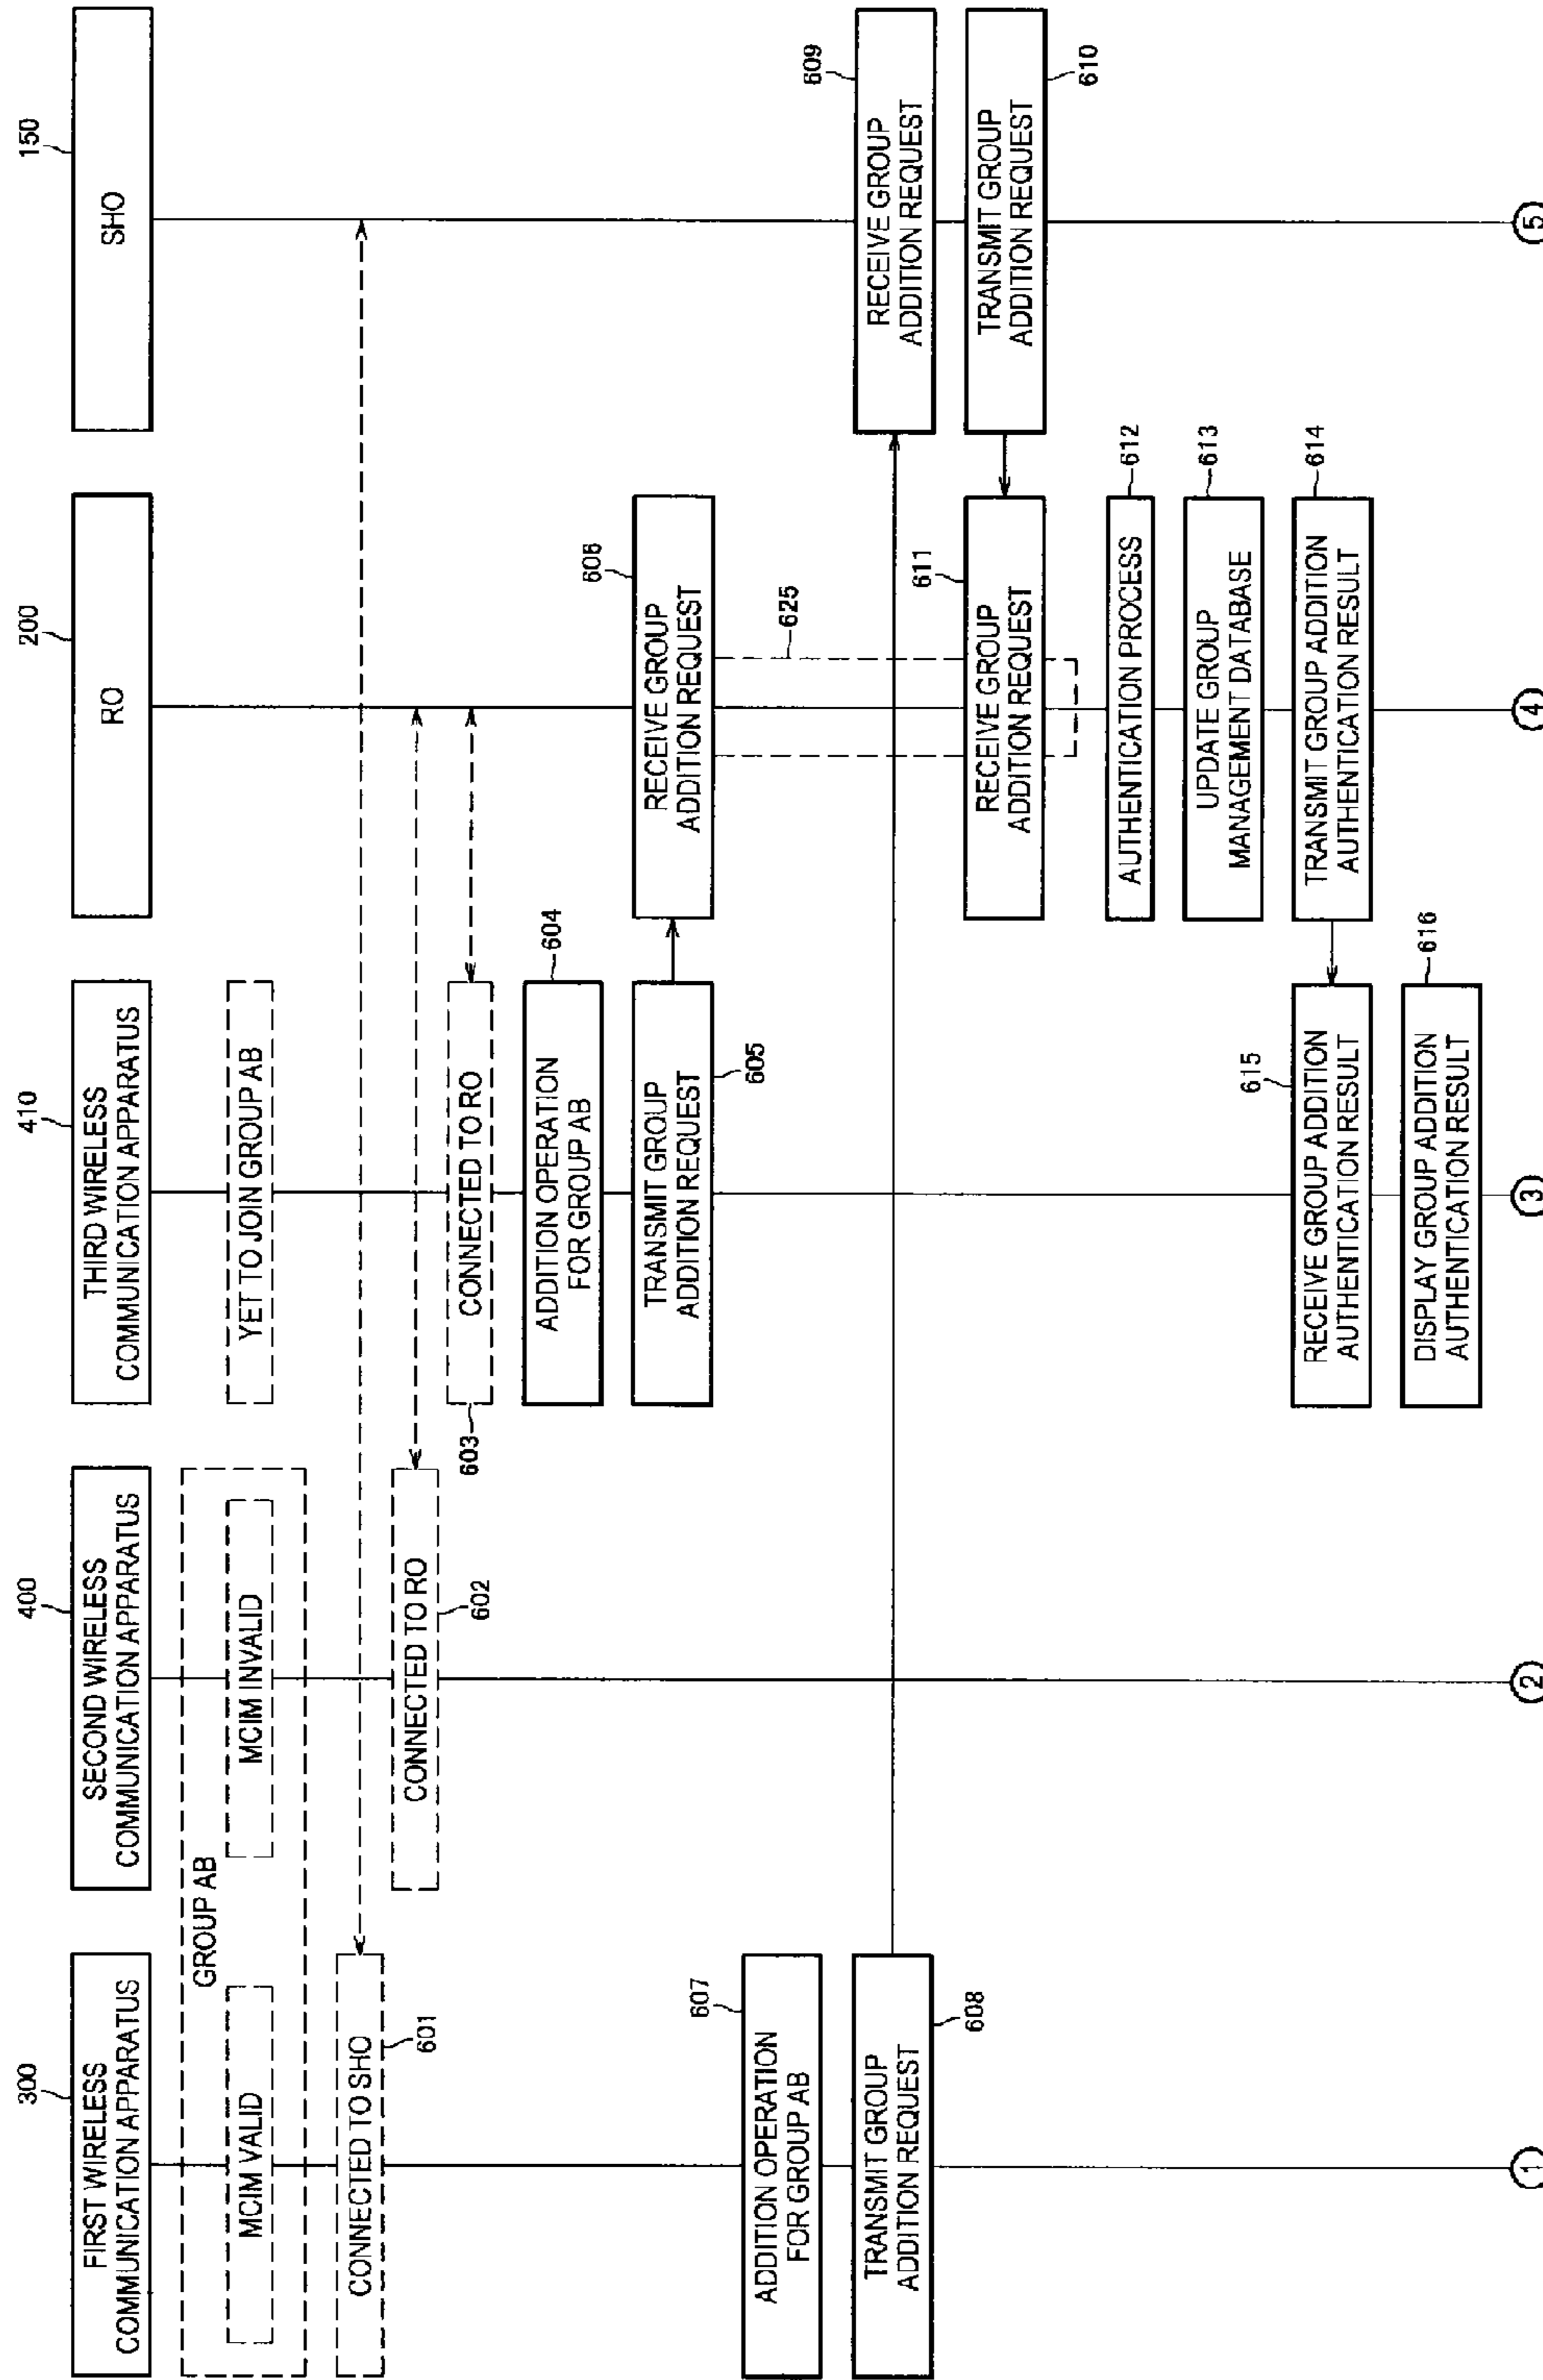 300
FIRST WIRELESS
COMMUNICATION APPARATUS
400
SECOND WIRELESS
COMMUNICATION APPARATUS
410
THIRD WIRELESS
COMMUNICATION APPARATUS
200
RO
150
SHO
GROUP AB
MCIM VALID
MCIM INVALID
YET TO JOIN GROUP AB
CONNECTED TO SHO
601
CONNECTED TO RO
602
CONNECTED TO RO
603
ADDITION OPERATION
FOR GROUP AB
604
TRANSMIT GROUP
ADDITION REQUEST
605
RECEIVE GROUP
ADDITION REQUEST
606
625
ADDITION OPERATION
FOR GROUP AB
607
TRANSMIT GROUP
ADDITION REQUEST
608
RECEIVE GROUP
ADDITION REQUEST
609
TRANSMIT GROUP
ADDITION REQUEST
610
RECEIVE GROUP
ADDITION REQUEST
611
AUTHENTICATION PROCESS
612
UPDATE GROUP
MANAGEMENT DATABASE
613
TRANSMIT GROUP ADDITION
AUTHENTICATION RESULT
614
RECEIVE GROUP ADDITION
AUTHENTICATION RESULT
615
DISPLAY GROUP ADDITION
AUTHENTICATION RESULT
616
1
2
3
4
5